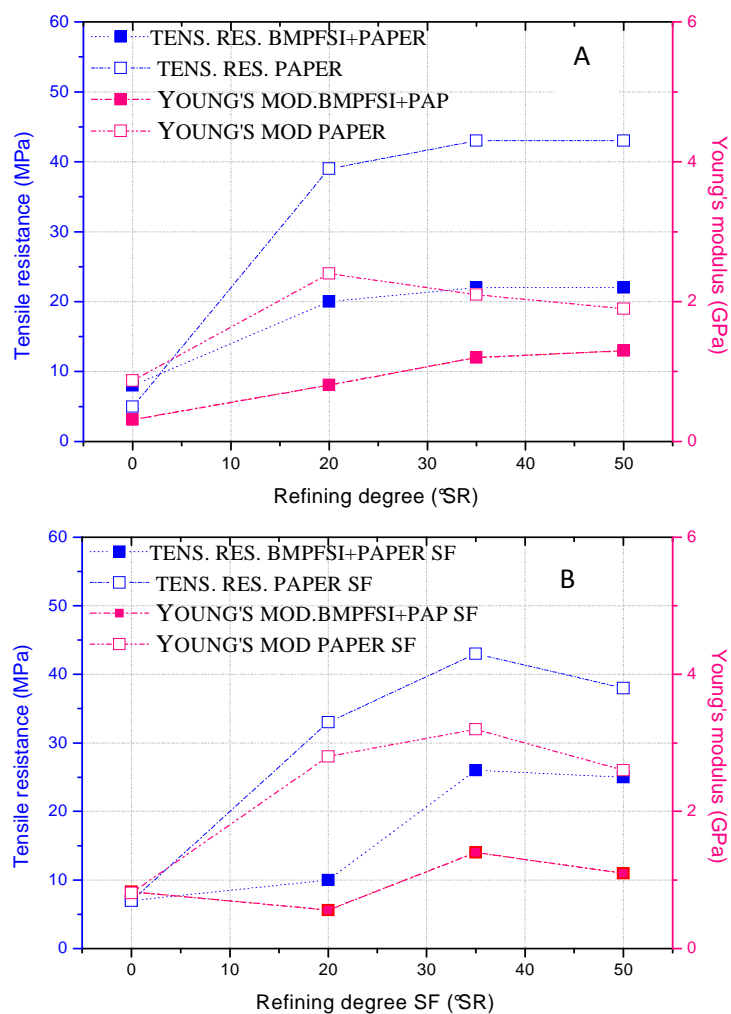 60
50
40
30
20
10
0
Tensile resistance (MPa)
TENS. RES. BMPFSI+PAPER
TENS. RES. PAPER
YOUNG'S MOD.BMPFSI+PAP
YOUNG'S MOD PAPER
A
6
4
2
0
Young's modulus (GPa)
0 10 20 30 40 50
Refining degree (°SR)
60
50
40
30
20
10
0
Tensile resistance (MPa)
TENS. RES. BMPFSI+PAPER SF
TENS. RES. PAPER SF
YOUNG'S MOD.BMPFSI+PAP SF
YOUNG'S MOD PAPER SF
B
6
4
2
0
Young's modulus (GPa)
0 10 20 30 40 50
Refining degree SF (°SR)